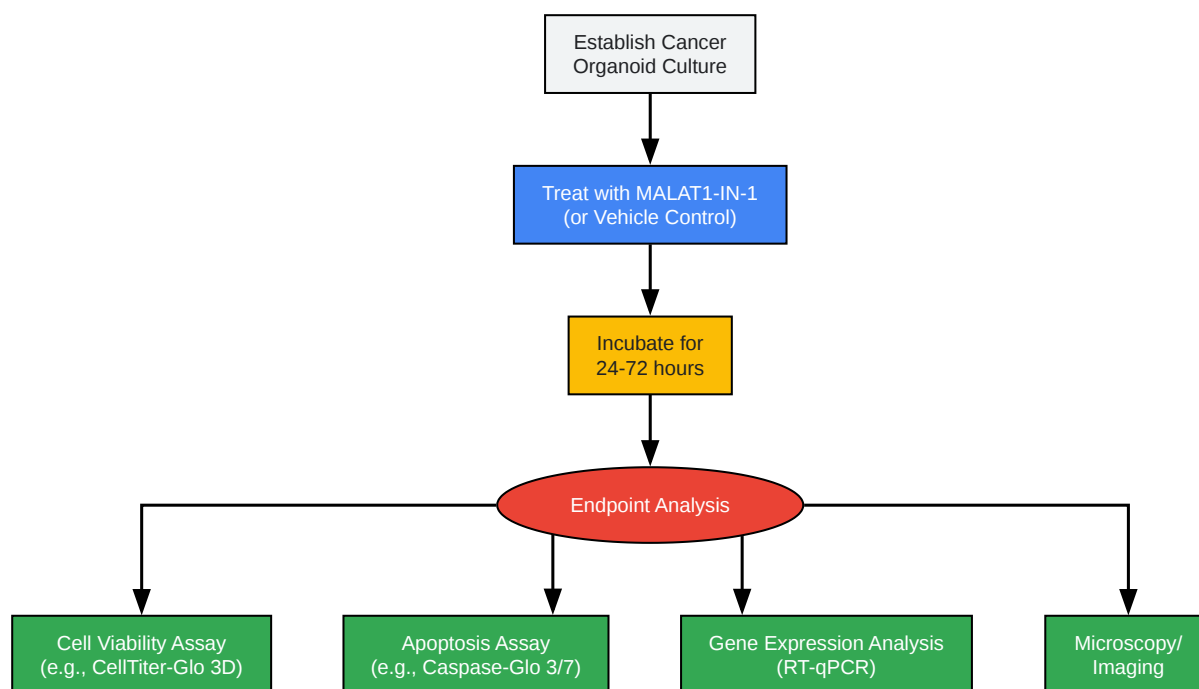 Establish Cancer
Organoid Culture
Treat with MALAT1-IN-1
(or Vehicle Control)
Incubate for
24-72 hours
Endpoint Analysis
Cell Viability Assay
(e.g., CellTiter-Glo 3D)
Apoptosis Assay
(e.g., Caspase-Glo 3/7)
Gene Expression Analysis
(RT-qPCR)
Microscopy/
Imaging